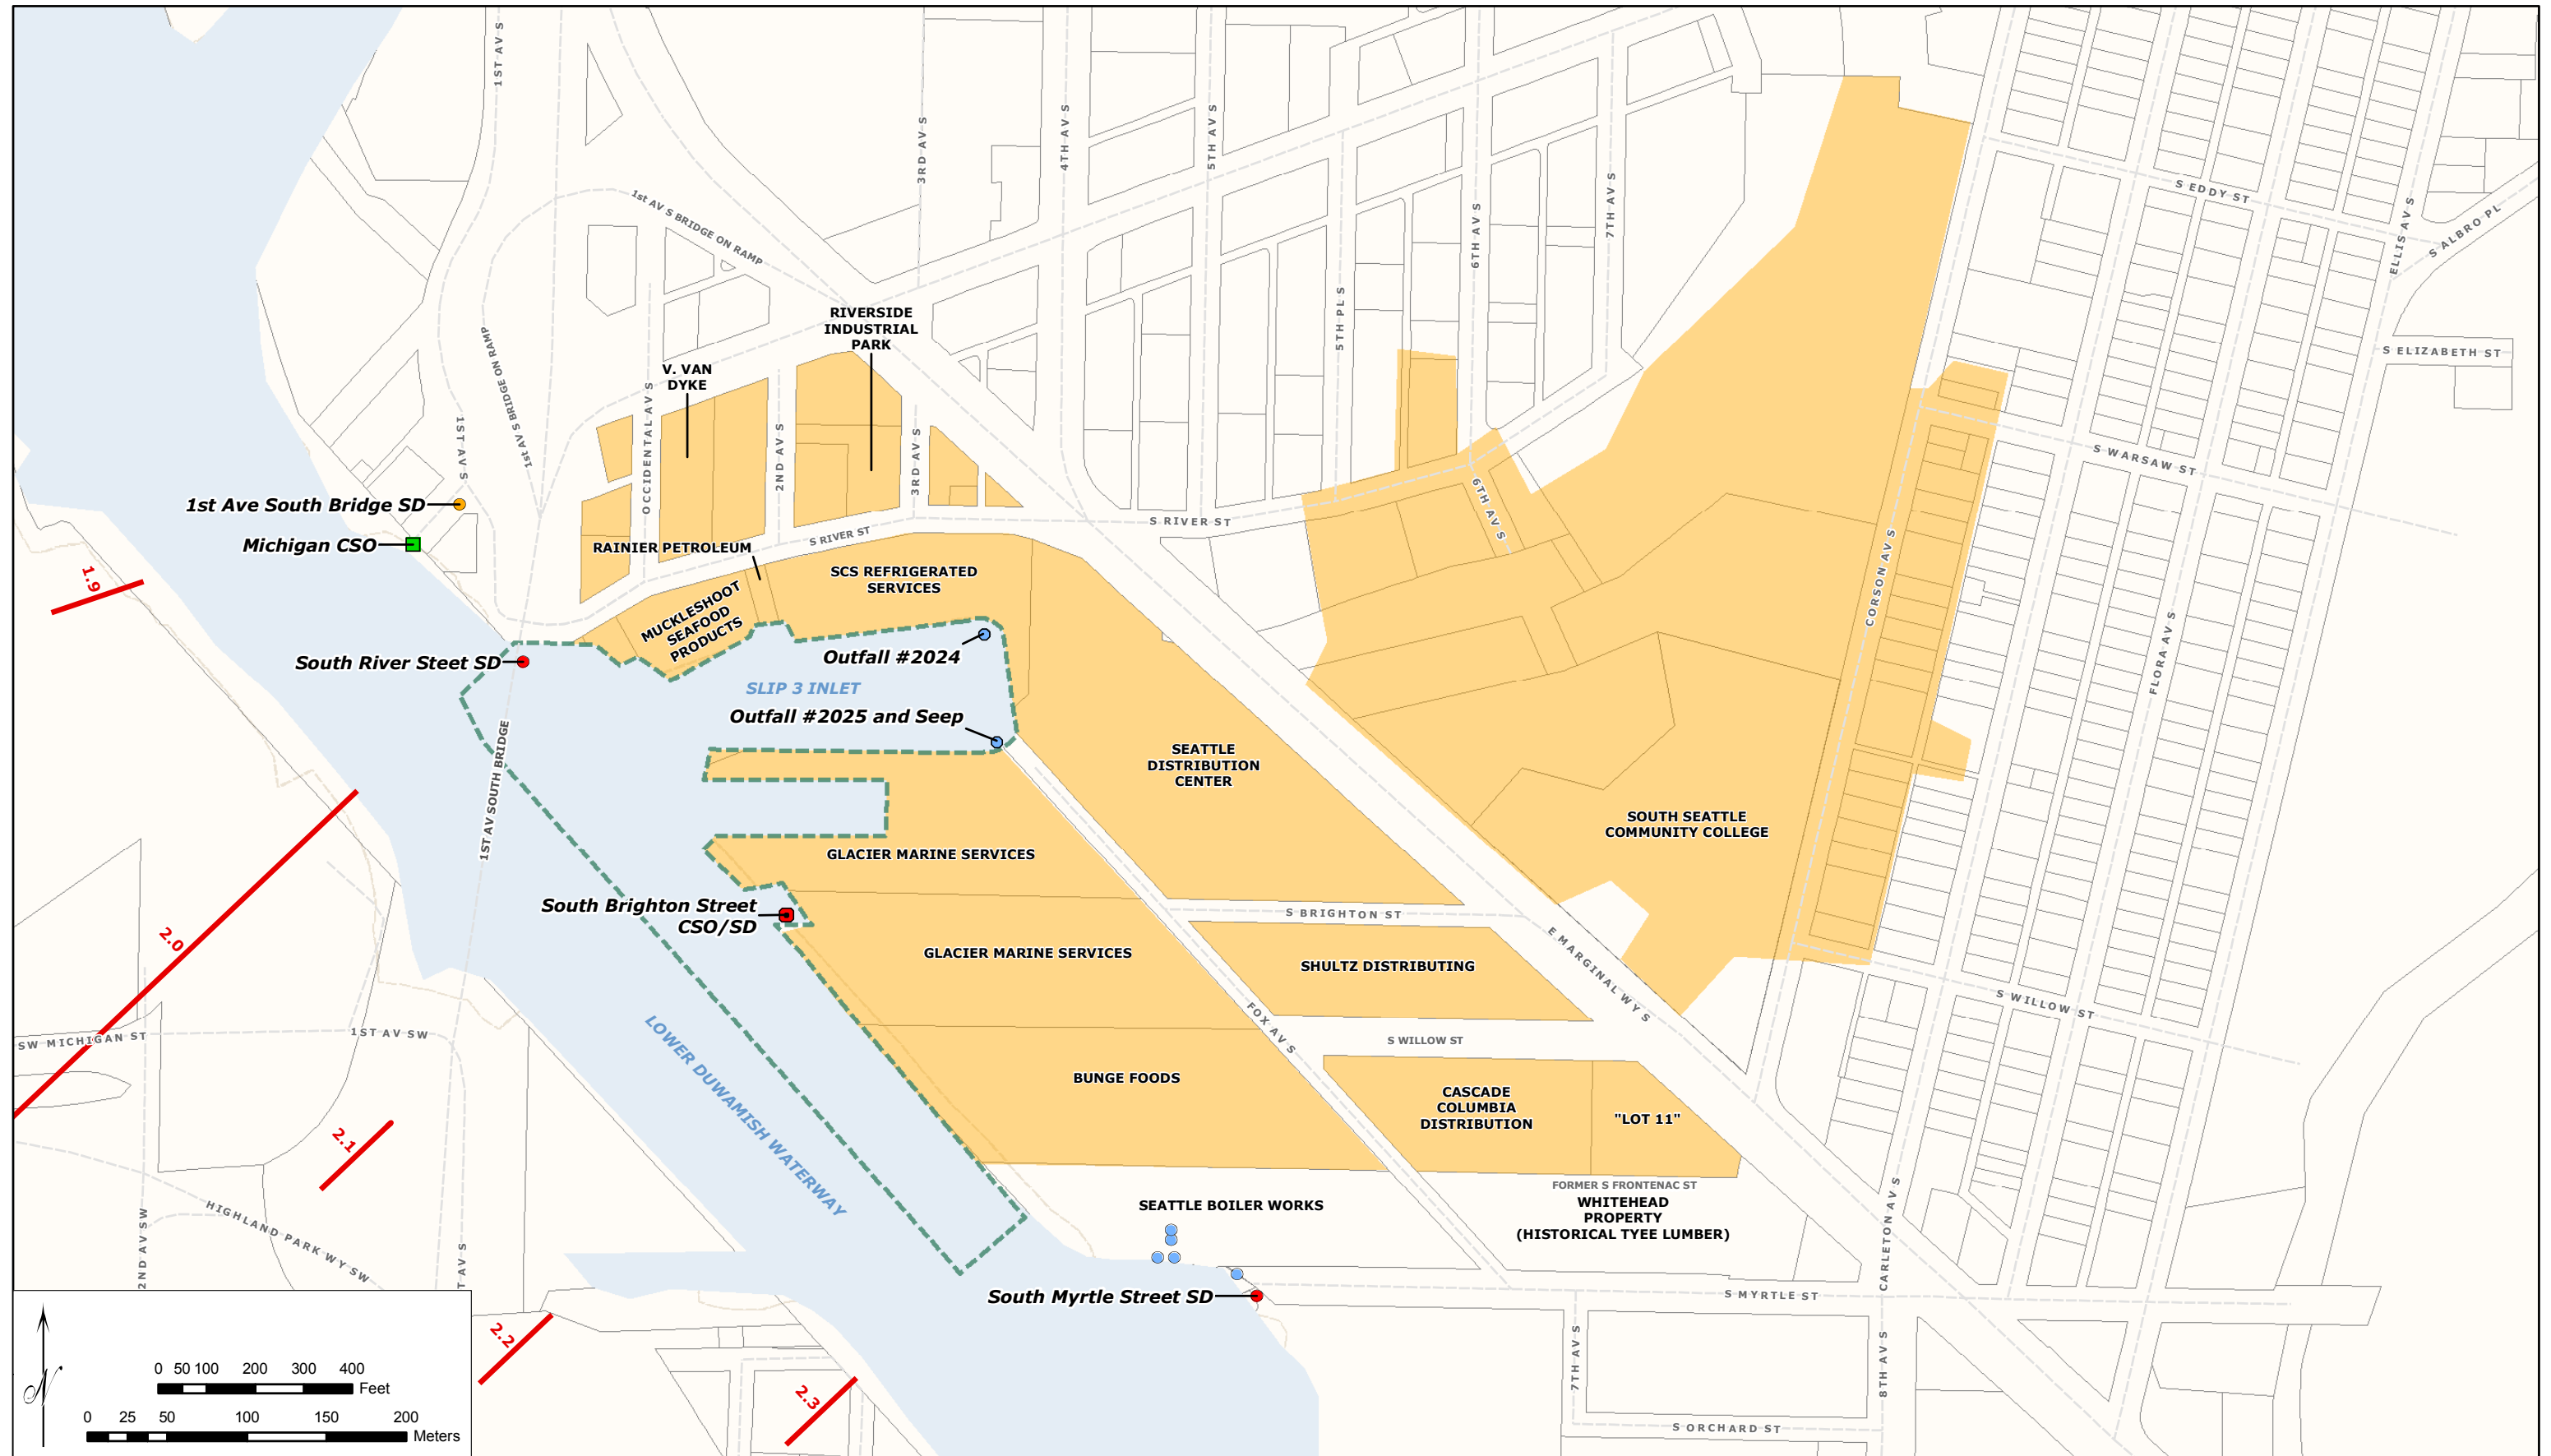 1ST AV S
3RD AV S
4TH AV S
5TH AV S
6TH AV S
7TH AV S
S EDDY ST
ELLIS AV S
S ALBRO PL
1st AV S BRIDGE ON RAMP
1st AV S BRIDGE ON RAMP
5TH PL S
S ELIZABETH ST
RIVERSIDE
INDUSTRIAL
PARK
V. VAN
DYKE
1ST AV S
OCCIDENTAL AV S
2ND AV S
3RD AV S
S WARSAW ST
1st Ave South Bridge SD
6TH AV S
S RIVER ST
S RIVER ST
Michigan CSO
RAINIER PETROLEUM
CORSON AV S
1.9
SCS REFRIGERATED
SERVICES
MUCKLESHOOT
SEAFOOD
PRODUCTS
FLORA AV S
South River Steet SD
Outfall #2024
SLIP 3 INLET
Outfall #2025 and Seep
1ST AV SOUTH BRIDGE
SEATTLE
DISTRIBUTION
CENTER
SOUTH SEATTLE
COMMUNITY COLLEGE
GLACIER MARINE SERVICES
South Brighton Street
CSO/SD
S BRIGHTON ST
2.0
GLACIER MARINE SERVICES
SHULTZ DISTRIBUTING
E MARGINAL WY S
S WILLOW ST
FOX AV S
SW MICHIGAN ST
1ST AV SW
S WILLOW ST
LOWER DUWAMISH WATERWAY
BUNGE FOODS
CASCADE
COLUMBIA
DISTRIBUTION
"LOT 11"
2.1
FORMER S FRONTENAC ST
SEATTLE BOILER WORKS
WHITEHEAD
PROPERTY
(HISTORICAL TYEE LUMBER)
HIGHLAND PARK WY SW
2ND AV SW
T AV S
CARLETON AV S
South Myrtle Street SD
S MYRTLE ST
2.2
7TH AV S
8TH AV S
2.3
S ORCHARD ST
N
0 50 100 200 300 400
Feet
0 25 50 100 150 200
Meters